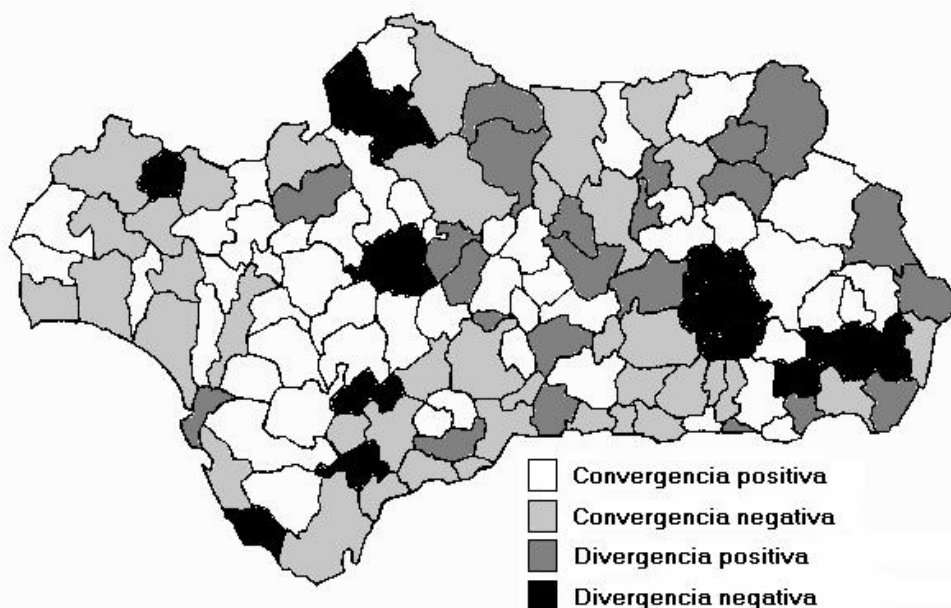 Convergencia positiva
Convergencia negativa
Divergencia positiva
Divergencia negativa